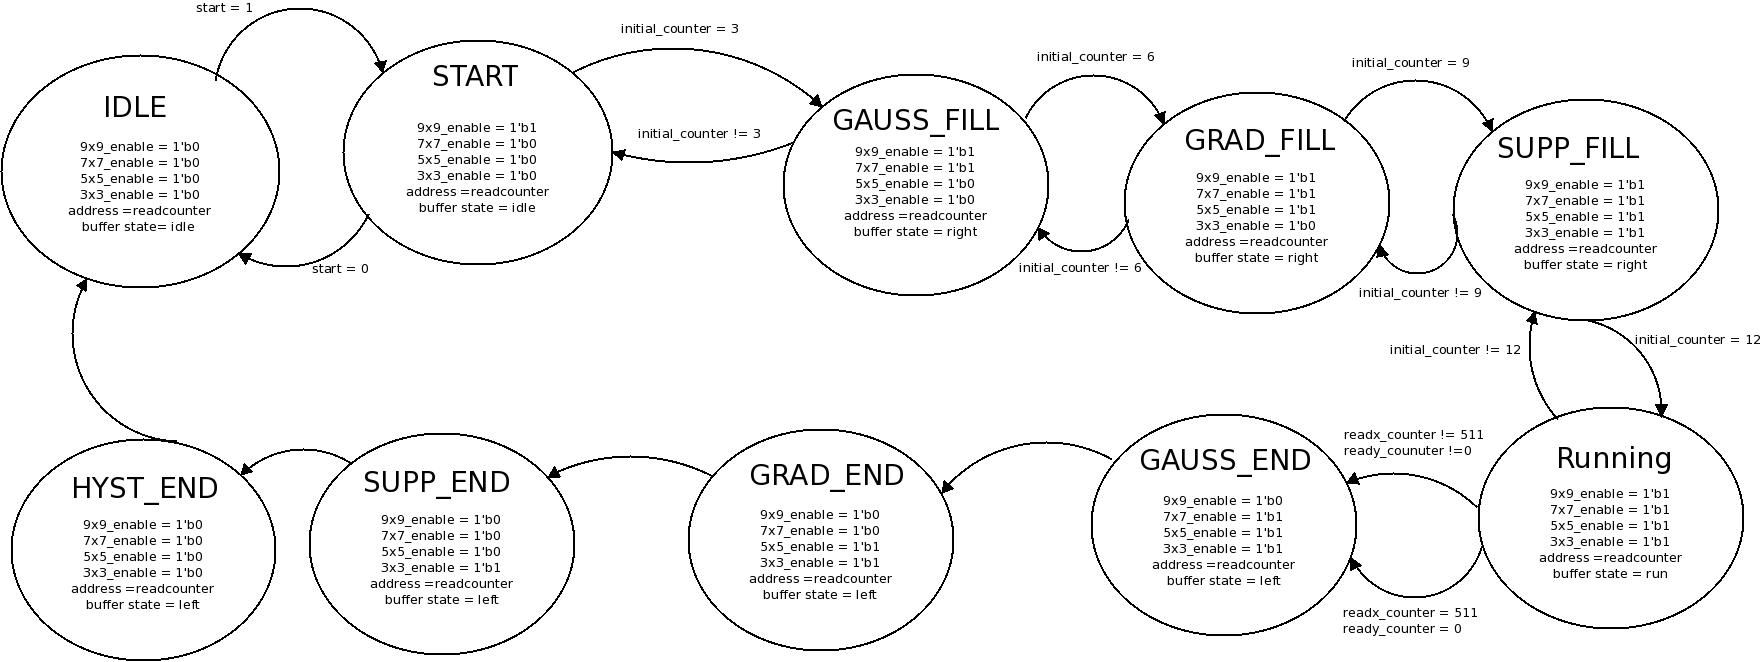 start = 1
IDLE
9x9_enable = 1'b0
7x7_enable = 1'b0
5x5_enable = 1'b0
3x3_enable = 1'b0
address =readcounter
buffer state= idle
start = 0
START
9x9_enable = 1'b1
7x7_enable = 1'b0
5x5_enable = 1'b0
3x3_enable = 1'b0
address =readcounter
buffer state = idle
initial_counter = 3
initial_counter != 3
GAUSS_FILL
9x9_enable = 1'b1
7x7_enable = 1'b1
5x5_enable = 1'b0
3x3_enable = 1'b0
address =readcounter
buffer state = right
initial_counter = 6
initial_counter != 6
GRAD_FILL
9x9_enable = 1'b1
7x7_enable = 1'b1
5x5_enable = 1'b1
3x3_enable = 1'b0
address =readcounter
buffer state = right
initial_counter = 9
initial_counter != 9
SUPP_FILL
9x9_enable = 1'b1
7x7_enable = 1'b1
5x5_enable = 1'b1
3x3_enable = 1'b1
address =readcounter
buffer state = right
initial_counter != 12
initial_counter = 12
Running
9x9_enable = 1'b1
7x7_enable = 1'b1
5x5_enable = 1'b1
3x3_enable = 1'b1
address =readcounter
buffer state = run
readx_counter != 511
ready_counuter !=0
readx_counter = 511
ready_counter = 0
GAUSS_END
9x9_enable = 1'b0
7x7_enable = 1'b1
5x5_enable = 1'b1
3x3_enable = 1'b1
address =readcounter
buffer state = left
GRAD_END
9x9_enable = 1'b0
7x7_enable = 1'b0
5x5_enable = 1'b1
3x3_enable = 1'b1
address =readcounter
buffer state = left
SUPP_END
9x9_enable = 1'b0
7x7_enable = 1'b0
5x5_enable = 1'b0
3x3_enable = 1'b1
address =readcounter
buffer state = left
HYST_END
9x9_enable = 1'b0
7x7_enable = 1'b0
5x5_enable = 1'b0
3x3_enable = 1'b0
address =readcounter
buffer state = left